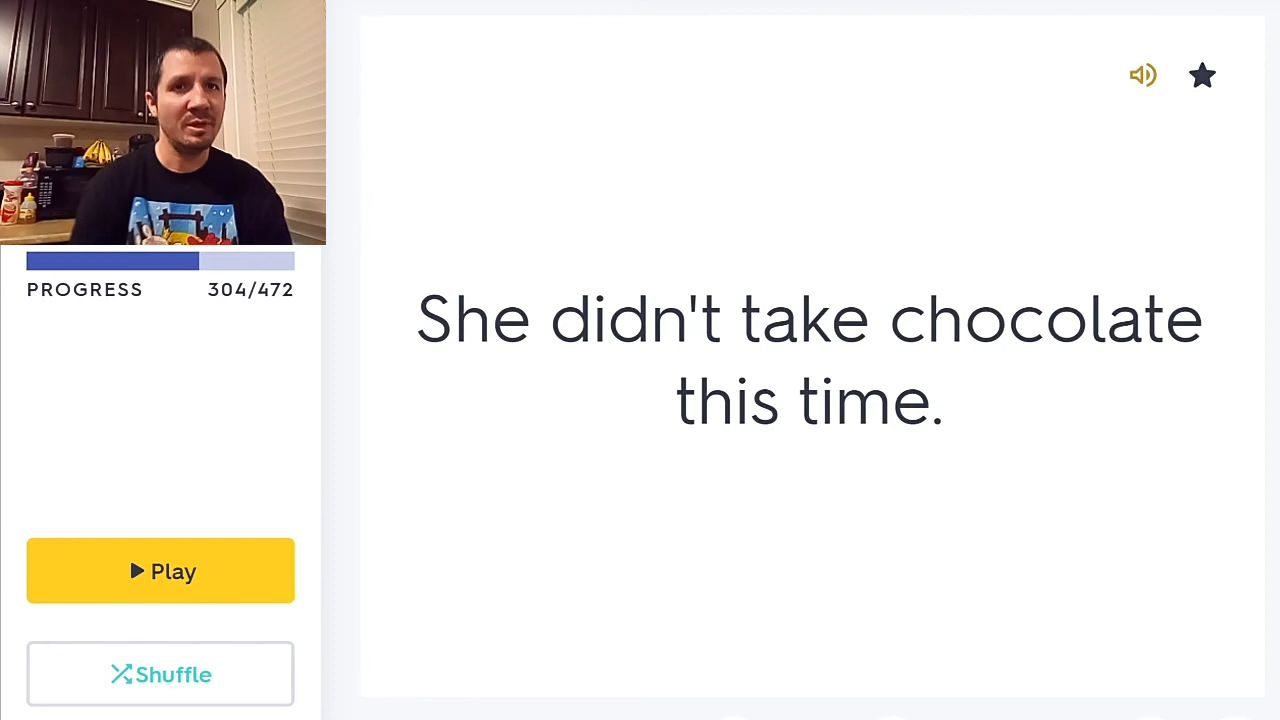 PROGRESS 304/472
Play
Shuffle
She didn't take chocolate
this time.